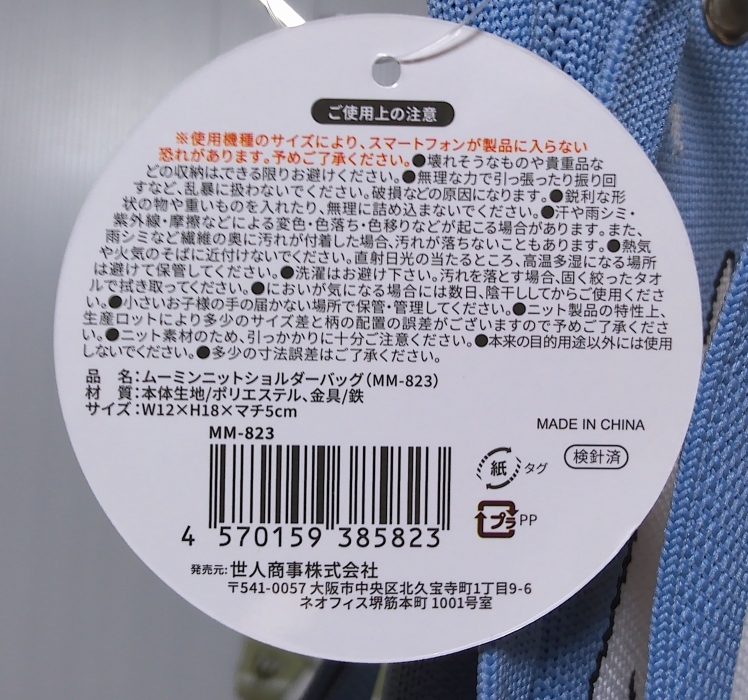 ご使用上の注意
※使用機種のサイズにより、スマートフォンが製品に入らない
恐れがあります。予めご了承ください。●壊れそうなものや貴重品な
どの収納はできる限りお避けください。●無理な力で引っ張ったり振り回
すなど、乱暴に扱わないでください。破損などの原因になります。●鋭利な形
状の物や重いものを入れたり、無理に詰め込まないでください。●汗や雨シミ・
紫外線・摩擦などによる変色・色落ち・色移りなどが起こる場合があります。また、
雨シミなど繊維の奥に汚れが付着した場合、汚れが落ちないこともあります。●熱気
や火気のそばに近付けないでください。直射日光の当たるところ、高温多湿になる場所
は避けて保管してください。●洗濯はお避け下さい。汚れを落とす場合、固く絞ったタオ
ルで拭き取ってください。●においが気になる場合には数日、陰干ししてからご使用くださ
い。●小さいお子様の手の届かない場所で保管・管理してください。●ニット製品の特性上、
生産ロットにより多少のサイズ差と柄の配置の誤差がございますので予めご了承くださ
い。●ニット素材のため、引っかかりに十分ご注意ください。●本来の目的用途以外には使用
しないでください。●多少の寸法誤差はご了承ください。
品 名:ムーミンニットショルダーバッグ(MM-823)
材 質:本体生地/ポリエステル、金具/鉄
サイズ:W12×H18×マチ5cm
MADE IN CHINA
MM-823
紙 タグ
検針済
プラ PP
4 570159 385823
発売元:世人商事株式会社
〒541-0057 大阪市中央区北久宝寺町1丁目9-6
ネオフィス堺筋本町 1001号室